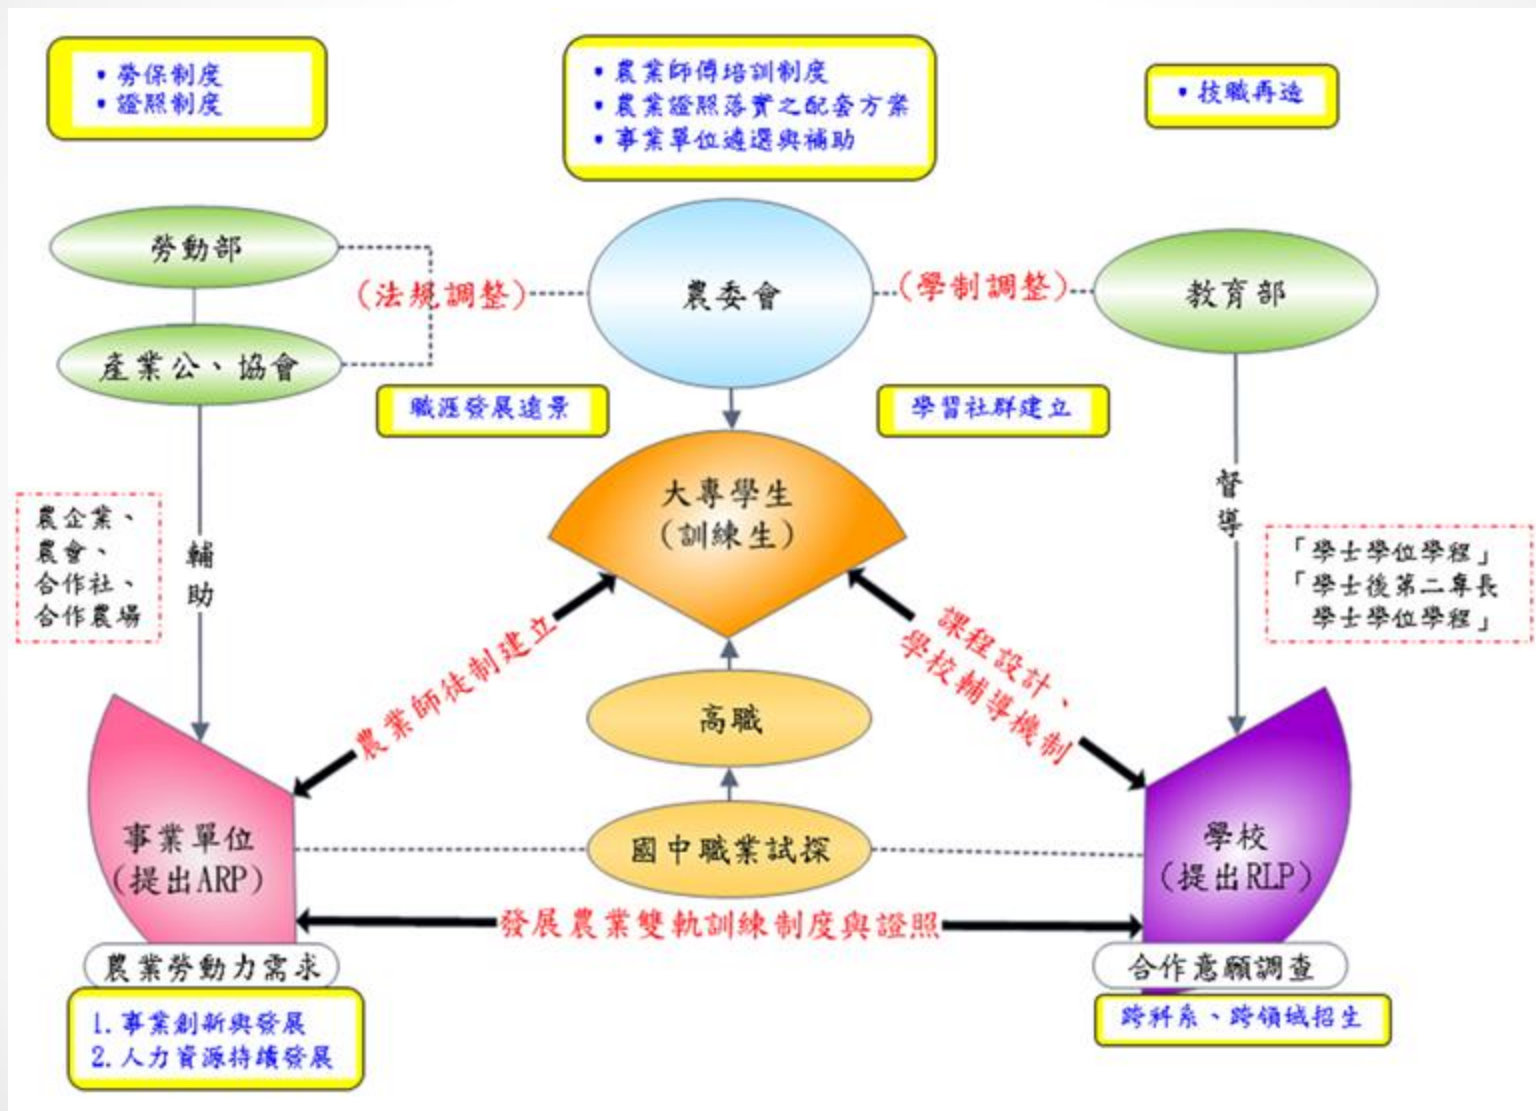 • 勞保制度
• 證照制度
• 農業師傅培訓制度
• 農業證照落實之配套方案
• 事業單位遴選與補助
• 技職再造
勞動部
(法規調整)
農委會
(學制調整)
教育部
產業公、協會
職涯發展遠景
學習社群建立
大專學生
(訓練生)
農企業、
農會、
合作社、
合作農場
輔助
督導
「學士學位學程」
「學士後第二專長
學士學位學程」
農業師徒制建立
課程設計、
學校輔導機制
高職
國中職業試探
事業單位
(提出ARP)
學校
(提出RLP)
發展農業雙軌訓練制度與證照
農業勞動力需求
合作意願調查
1. 事業創新與發展
2. 人力資源持續發展
跨科系、跨領域招生